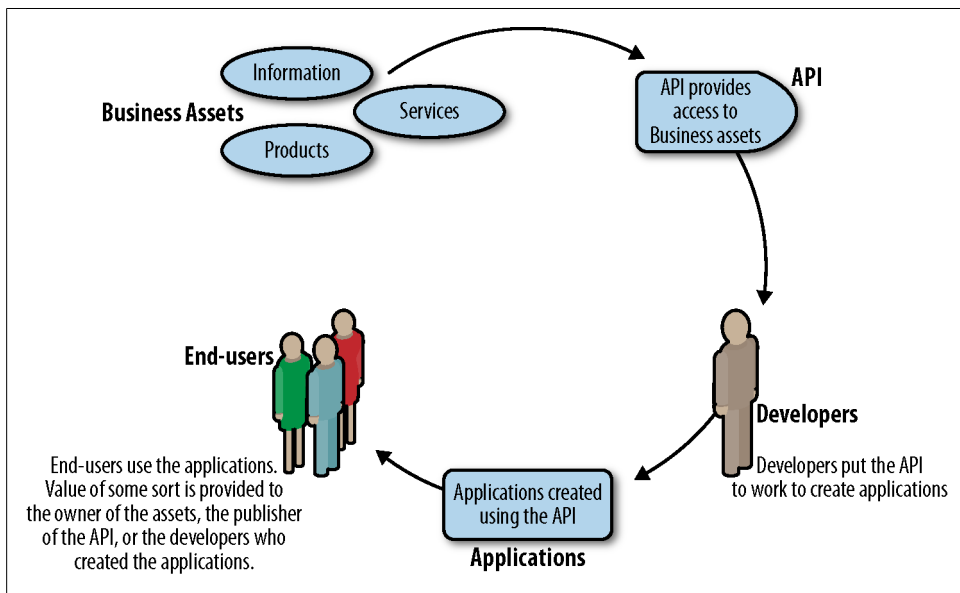 Information
Business Assets
Services
Products
API
API provides
access to
Business assets
Developers
Developers put the API
to work to create applications
Applications created
using the API
Applications
End-users
End-users use the applications.
Value of some sort is provided to
the owner of the assets, the publisher
of the API, or the developers who
created the applications.